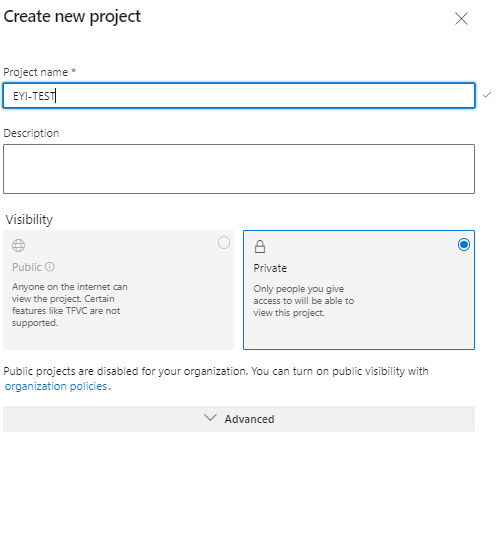 Create new project
Project name *
EYI-TEST
Description
Visibility
Public
Anyone on the internet can
view the project. Certain
features like TFVC are not
supported.
Private
Only people you give
access to will be able to
view this project.
Public projects are disabled for your organization. You can turn on public visibility with
organization policies.
Advanced